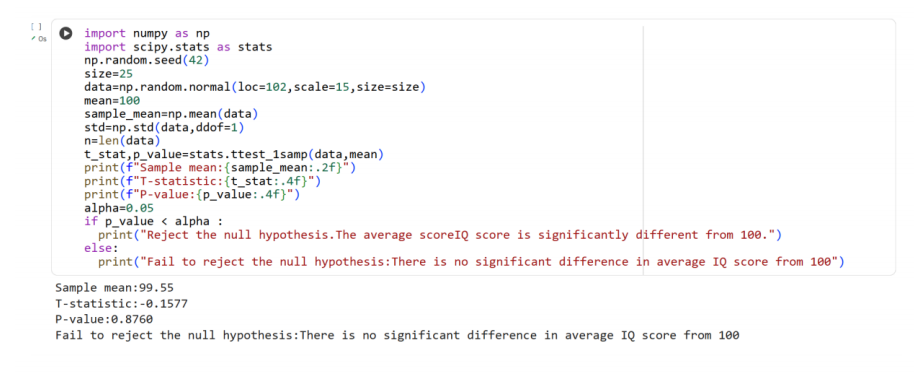 [ ]
✓ 0s
import numpy as np
import scipy.stats as stats
np.random.seed(42)
size=25
data=np.random.normal(loc=102,scale=15,size=size)
mean=100
sample_mean=np.mean(data)
std=np.std(data,ddof=1)
n=len(data)
t_stat,p_value=stats.ttest_1samp(data,mean)
print(f"Sample mean:{sample_mean:.2f}")
print(f"T-statistic:{t_stat:.4f}")
print(f"P-value:{p_value:.4f}")
alpha=0.05
if p_value < alpha :
  print("Reject the null hypothesis.The average scoreIQ score is significantly different from 100.")
else:
  print("Fail to reject the null hypothesis:There is no significant difference in average IQ score from 100")
Sample mean:99.55
T-statistic:-0.1577
P-value:0.8760
Fail to reject the null hypothesis:There is no significant difference in average IQ score from 100